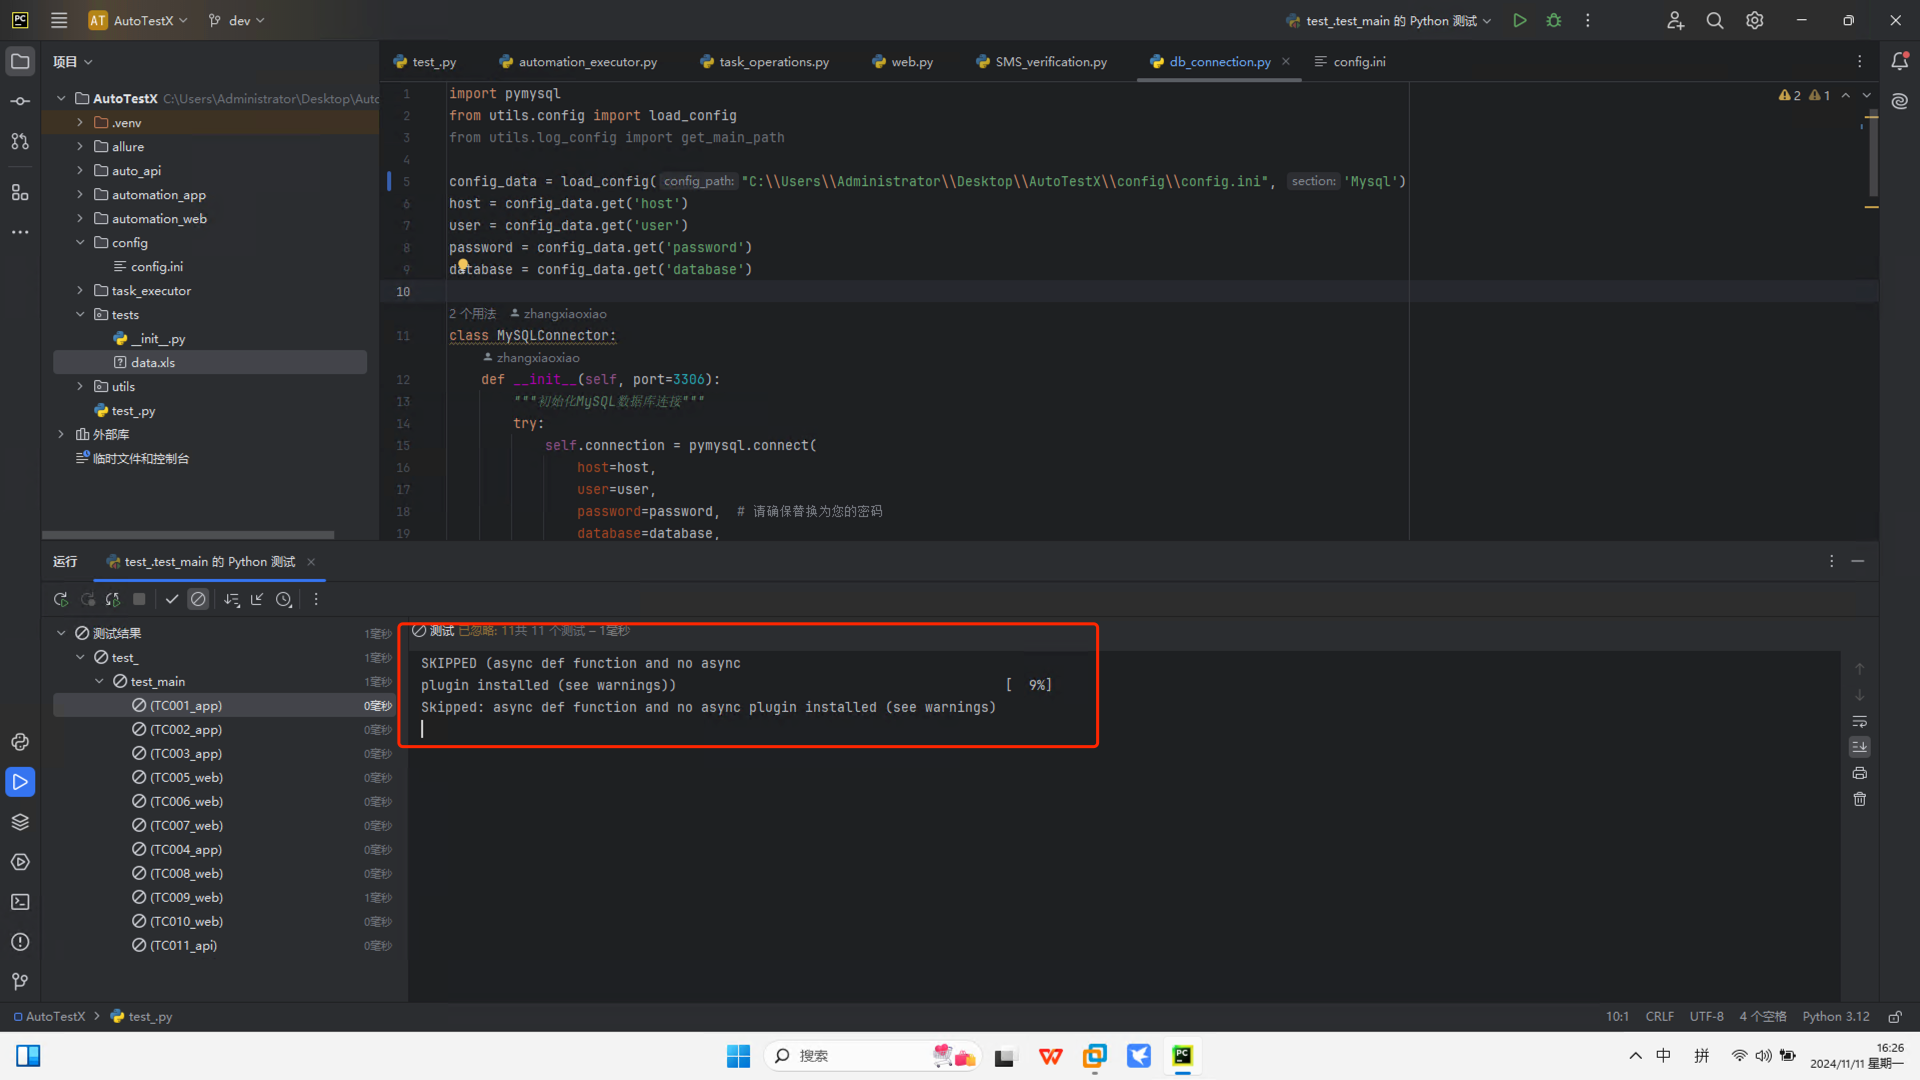 PC
AT AutoTestX
dev
test_.test_main 的 Python 测试
项目
test_.py
automation_executor.py
task_operations.py
web.py
SMS_verification.py
db_connection.py
config.ini
AutoTestX C:\Users\Administrator\Desktop\Auto
.venv
allure
auto_api
automation_app
automation_web
config
config.ini
task_executor
tests
__init__.py
data.xls
utils
test_.py
外部库
临时文件和控制台
2 1
1 import pymysql
2 from utils.config import load_config
3 from utils.log_config import get_main_path
4
5 config_data = load_config( config_path: "C:\\Users\\Administrator\\Desktop\\AutoTestX\\config\\config.ini", section: 'Mysql')
6 host = config_data.get('host')
7 user = config_data.get('user')
8 password = config_data.get('password')
9 database = config_data.get('database')
10
2 个用法 zhangxiaoxiao
11 class MySQLConnector:
zhangxiaoxiao
12 def __init__(self, port=3306):
13 """初始化MySQL数据库连接"""
14 try:
15 self.connection = pymysql.connect(
16 host=host,
17 user=user,
18 password=password, # 请确保替换为您的密码
19 database=database,
运行
test_.test_main 的 Python 测试
测试结果 1毫秒
test_ 1毫秒
test_main 1毫秒
(TC001_app) 0毫秒
(TC002_app) 0毫秒
(TC003_app) 0毫秒
(TC005_web) 0毫秒
(TC006_web) 0毫秒
(TC007_web) 0毫秒
(TC004_app) 0毫秒
(TC008_web) 0毫秒
(TC009_web) 1毫秒
(TC010_web) 0毫秒
(TC011_api) 0毫秒
测试 已忽略: 11共 11 个测试 – 1毫秒
SKIPPED (async def function and no async
plugin installed (see warnings)) [ 9%]
Skipped: async def function and no async plugin installed (see warnings)
AutoTestX
test_.py
10:1 CRLF UTF-8 4 个空格 Python 3.12
搜索
PC
中
拼
16:26
2024/11/11 星期一